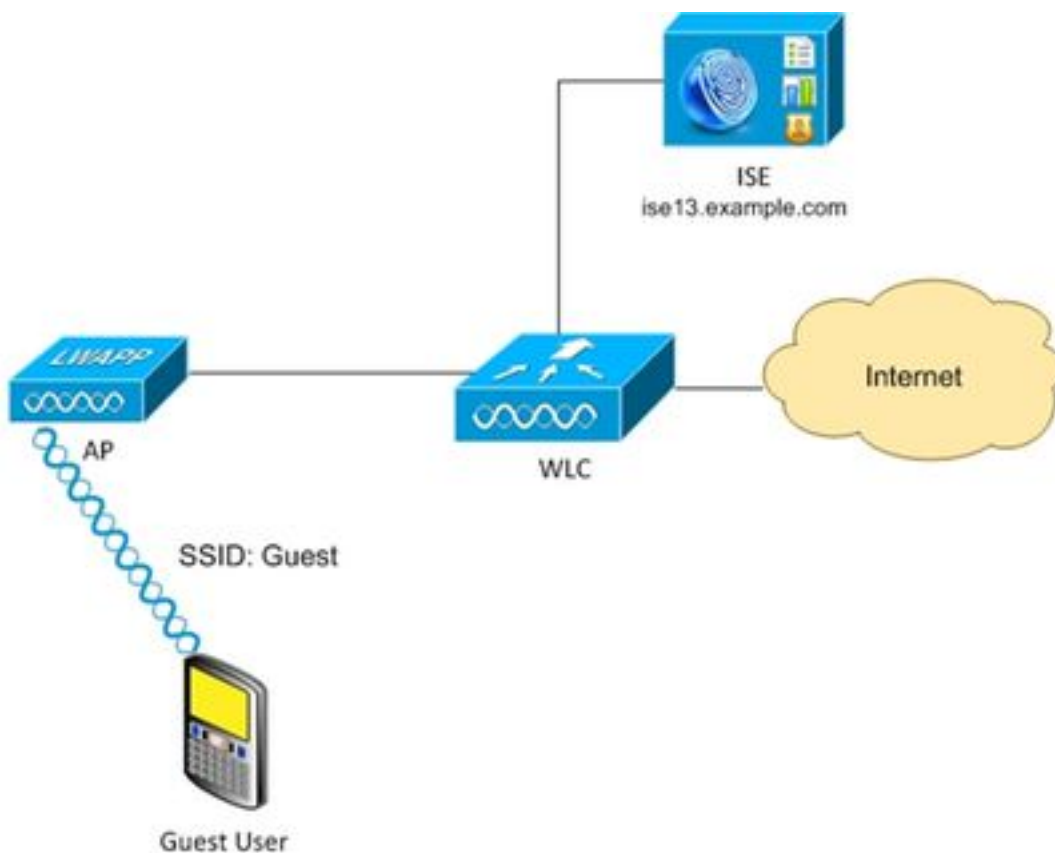 ISE
ise13.example.com
LWAPP
Internet
AP
WLC
SSID: Guest
Guest User